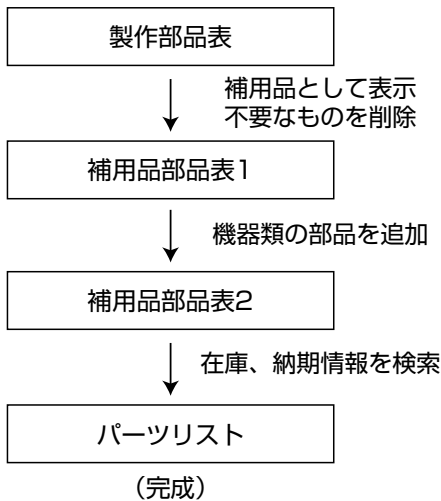 製作部品表
補用品として表示
不要なものを削除
補用品部品表1
機器類の部品を追加
補用品部品表2
在庫、納期情報を検索
パーツリスト
（完成）